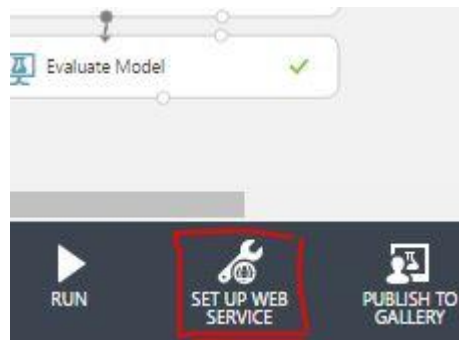 Evaluate Model
RUN
SET UP WEB
SERVICE
PUBLISH TO
GALLERY